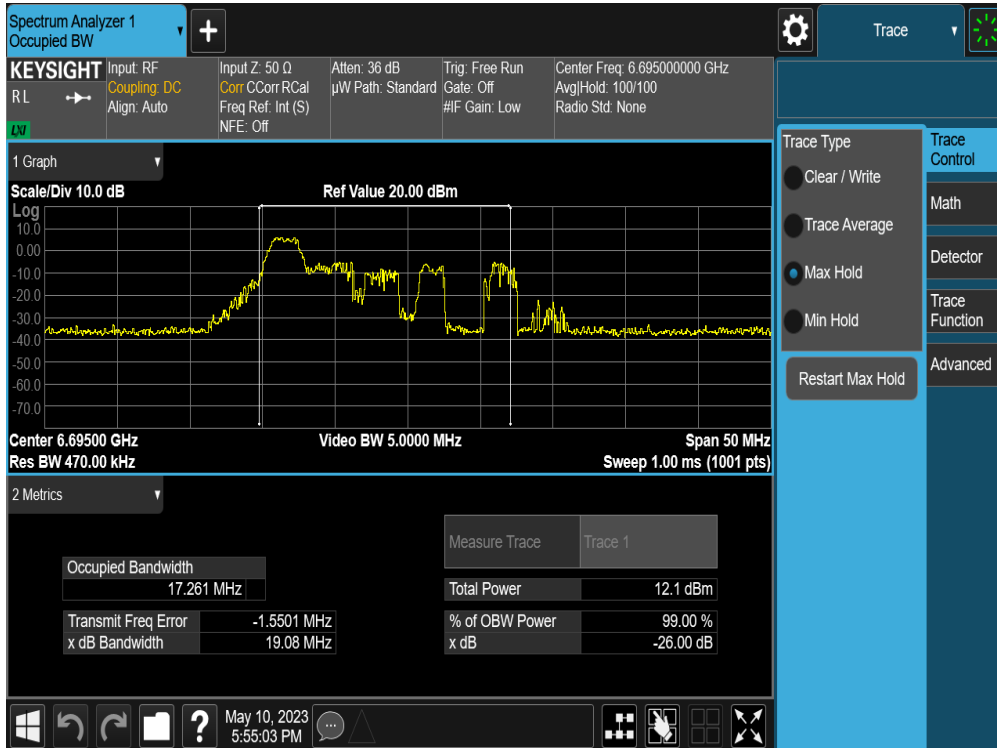 Spectrum Analyzer 1
Occupied BW
+
Trace
KEYSIGHT
RL
LXI
Input: RF
Coupling: DC
Align: Auto
Input Z: 50 Ω
Corr CCorr RCal
Freq Ref: Int (S)
NFE: Off
Atten: 36 dB
µW Path: Standard
Trig: Free Run
Gate: Off
#IF Gain: Low
Center Freq: 6.695000000 GHz
Avg|Hold: 100/100
Radio Std: None
1 Graph
Scale/Div 10.0 dB
Ref Value 20.00 dBm
Log
10.0
0.00
-10.0
-20.0
-30.0
-40.0
-50.0
-60.0
-70.0
Center 6.69500 GHz
Video BW 5.0000 MHz
Span 50 MHz
Res BW 470.00 kHz
Sweep 1.00 ms (1001 pts)
2 Metrics
Measure Trace
Trace 1
Occupied Bandwidth
17.261 MHz
Total Power
12.1 dBm
Transmit Freq Error
-1.5501 MHz
% of OBW Power
99.00 %
x dB Bandwidth
19.08 MHz
x dB
-26.00 dB
Trace Type
Clear / Write
Trace Average
Max Hold
Min Hold
Restart Max Hold
Trace
Control
Math
Detector
Trace
Function
Advanced
?
May 10, 2023
5:55:03 PM